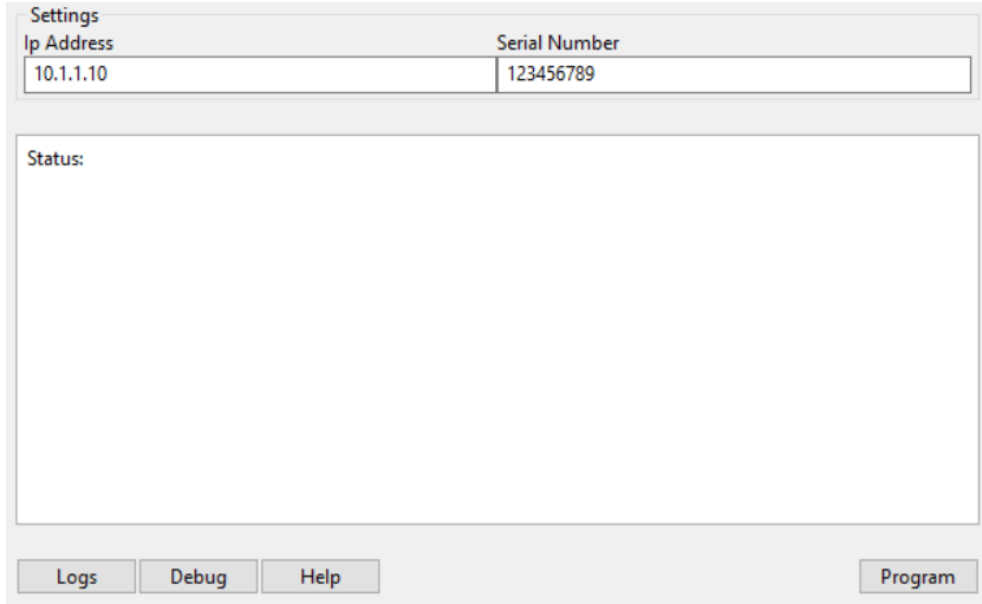 Settings
Ip Address Serial Number
10.1.1.10 123456789
Status:
Logs Debug Help Program